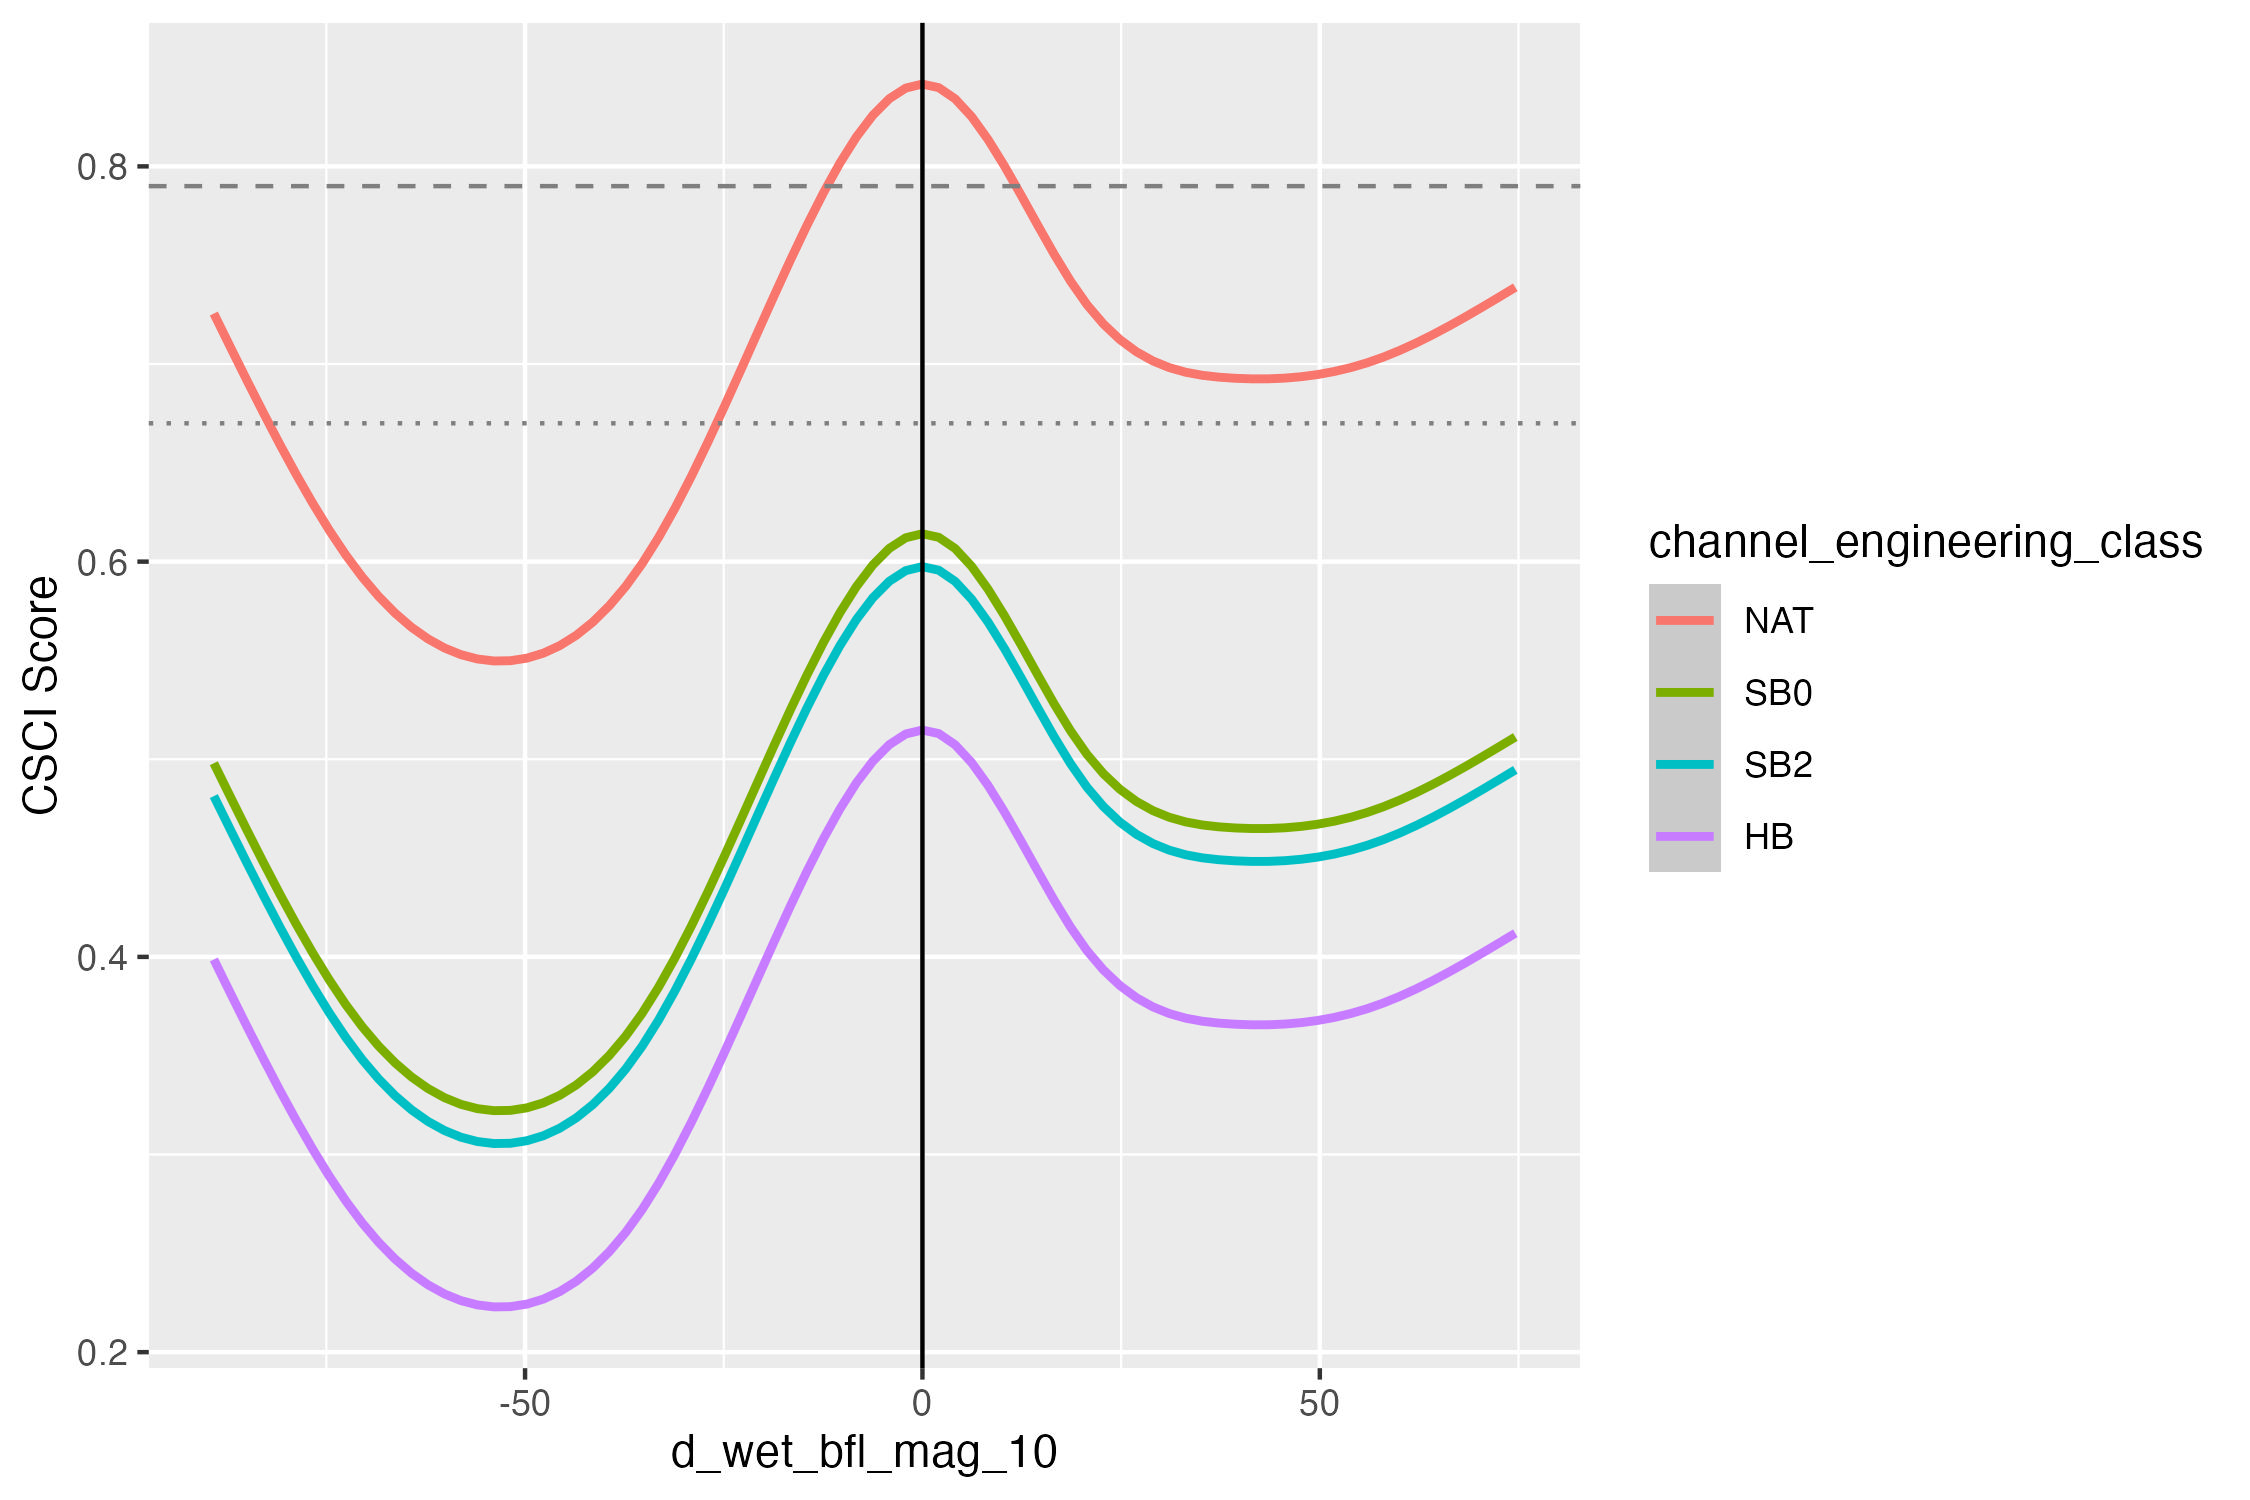 CSCI Score
0.8
0.6
0.4
0.2
-50 0 50
d_wet_bfl_mag_10
channel_engineering_class
NAT
SB0
SB2
HB